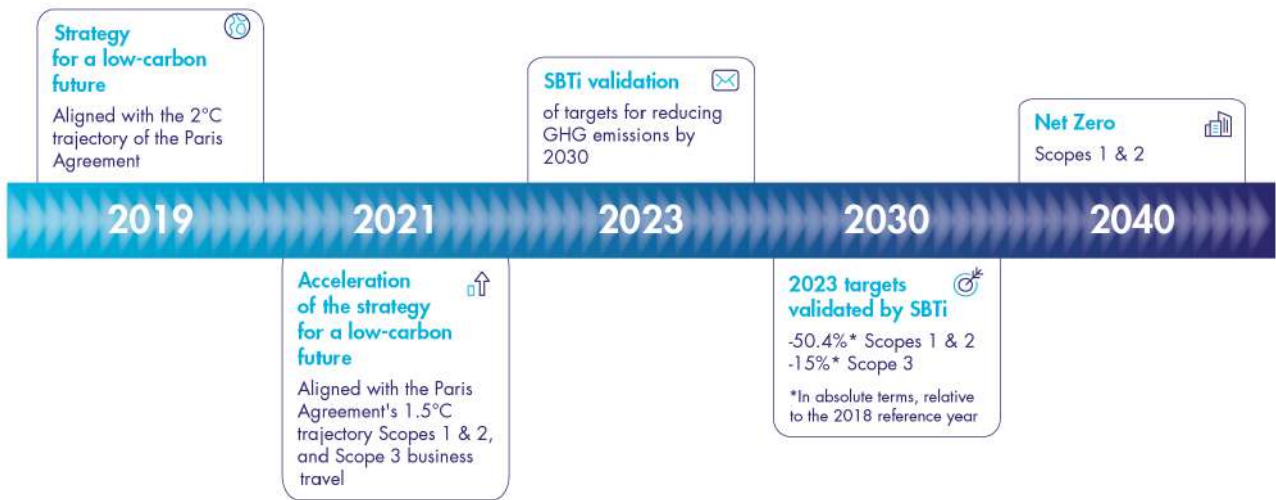 Strategy
for a low-carbon
future
Aligned with the 2°C
trajectory of the Paris
Agreement
SBTi validation
of targets for reducing
GHG emissions by
2030
Net Zero
Scopes 1 & 2
2019
2021
2023
2030
2040
Acceleration
of the strategy
for a low-carbon
future
Aligned with the Paris
Agreement's 1.5°C
trajectory Scopes 1 & 2,
and Scope 3 business
travel
2023 targets
validated by SBTi
-50.4%* Scopes 1 & 2
-15%* Scope 3
*In absolute terms, relative
to the 2018 reference year